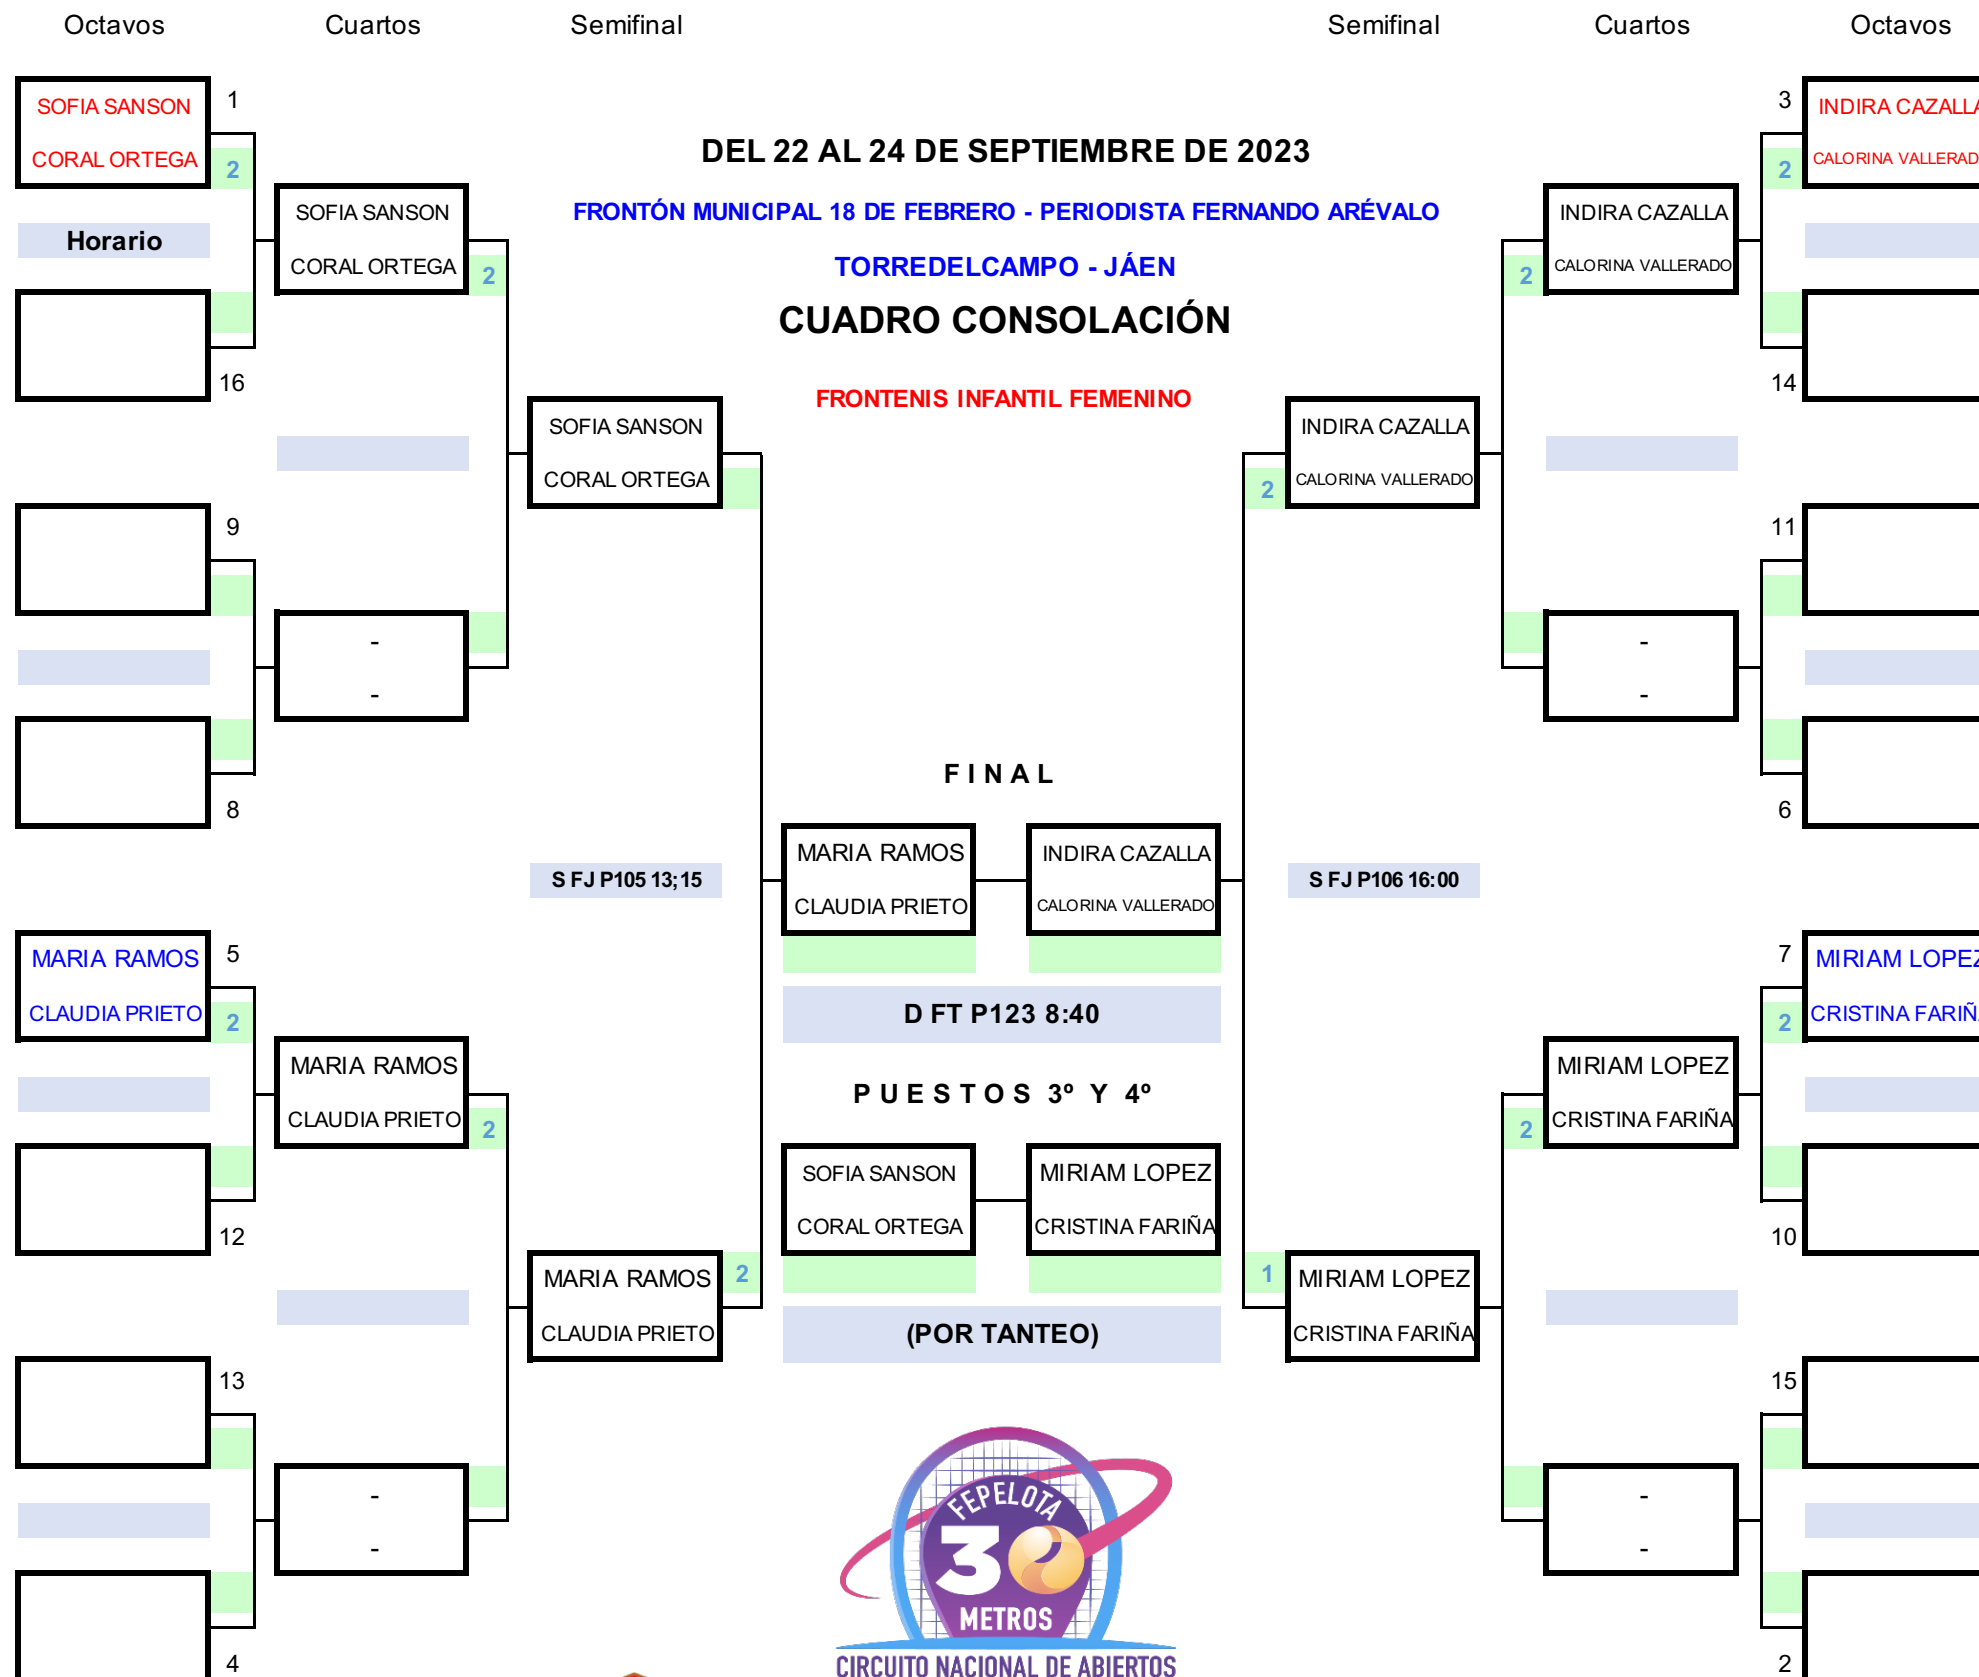 Octavos
Cuartos
Semifinal
Semifinal
Cuartos
Octavos
SOFIA SANSON
CORAL ORTEGA
1
2
Horario
16
9
8
MARIA RAMOS
CLAUDIA PRIETO
5
2
12
13
4
SOFIA SANSON
CORAL ORTEGA
2
-
-
MARIA RAMOS
CLAUDIA PRIETO
2
-
-
SOFIA SANSON
CORAL ORTEGA
S FJ P105 13;15
MARIA RAMOS
CLAUDIA PRIETO
2
DEL 22 AL 24 DE SEPTIEMBRE DE 2023
FRONTÓN MUNICIPAL 18 DE FEBRERO - PERIODISTA FERNANDO ARÉVALO
TORREDELCAMPO - JÁEN
CUADRO CONSOLACIÓN
FRONTENIS INFANTIL FEMENINO
FINAL
MARIA RAMOS
CLAUDIA PRIETO
INDIRA CAZALLA
CALORINA VALLERADO
D FT P123 8:40
PUESTOS 3º Y 4º
SOFIA SANSON
CORAL ORTEGA
MIRIAM LOPEZ
CRISTINA FARIÑA
(POR TANTEO)
FEPELOTA
30
METROS
CIRCUITO NACIONAL DE ABIERTOS
INDIRA CAZALLA
CALORINA VALLERADO
2
S FJ P106 16:00
1
MIRIAM LOPEZ
CRISTINA FARIÑA
INDIRA CAZALLA
CALORINA VALLERADO
2
-
-
MIRIAM LOPEZ
CRISTINA FARIÑA
2
-
-
3
INDIRA CAZALLA
CALORINA VALLERAD
2
14
11
6
7
MIRIAM LOPEZ
CRISTINA FARIÑ
2
10
15
2